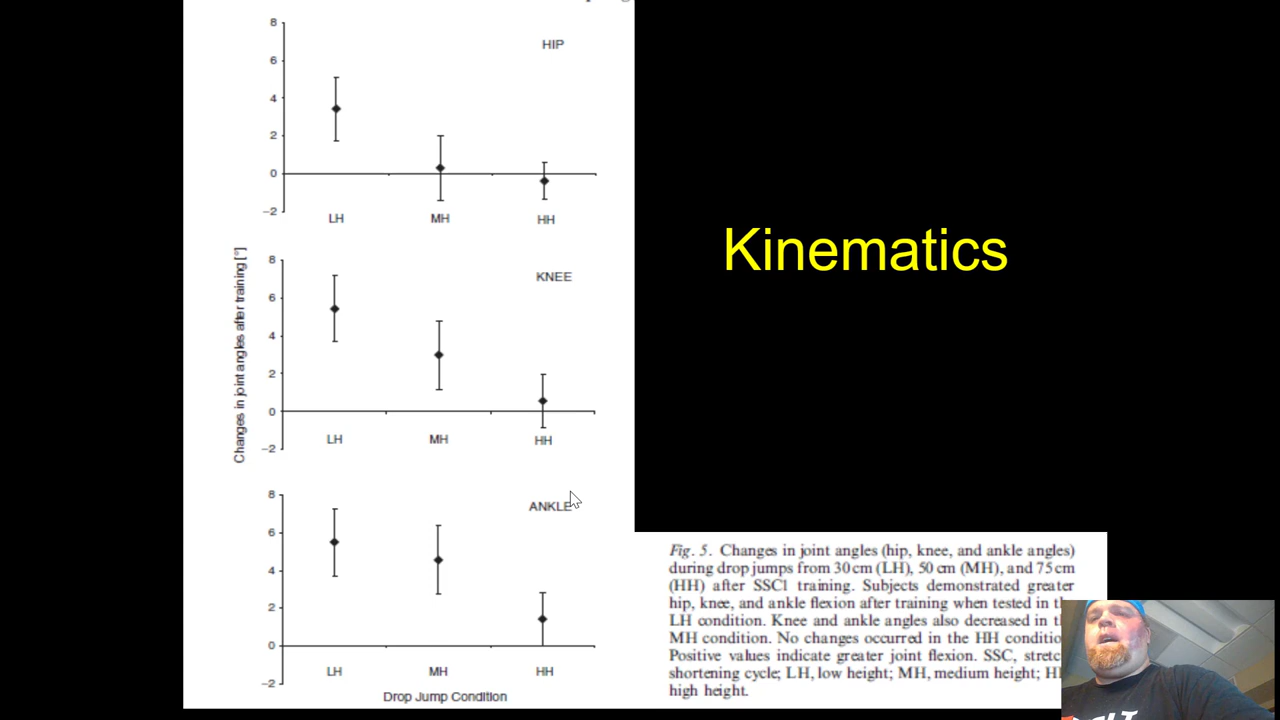 8
HIP
6
4
2
0
−2
LH MH HH
Changes in joint angles after training [°]
8
KNEE
6
4
2
0
−2
LH MH HH
8
ANKLE
6
4
2
0
−2
LH MH HH
Drop Jump Condition
Kinematics
Fig. 5. Changes in joint angles (hip, knee, and ankle angles)
during drop jumps from 30 cm (LH), 50 cm (MH), and 75 cm
(HH) after SSC1 training. Subjects demonstrated greater
hip, knee, and ankle flexion after training when tested in
LH condition. Knee and ankle angles also decreased in
MH condition. No changes occurred in the HH
Positive values indicate greater joint flexion. SSC,
shortening cycle; LH, low height; MH, medium height;
high height.